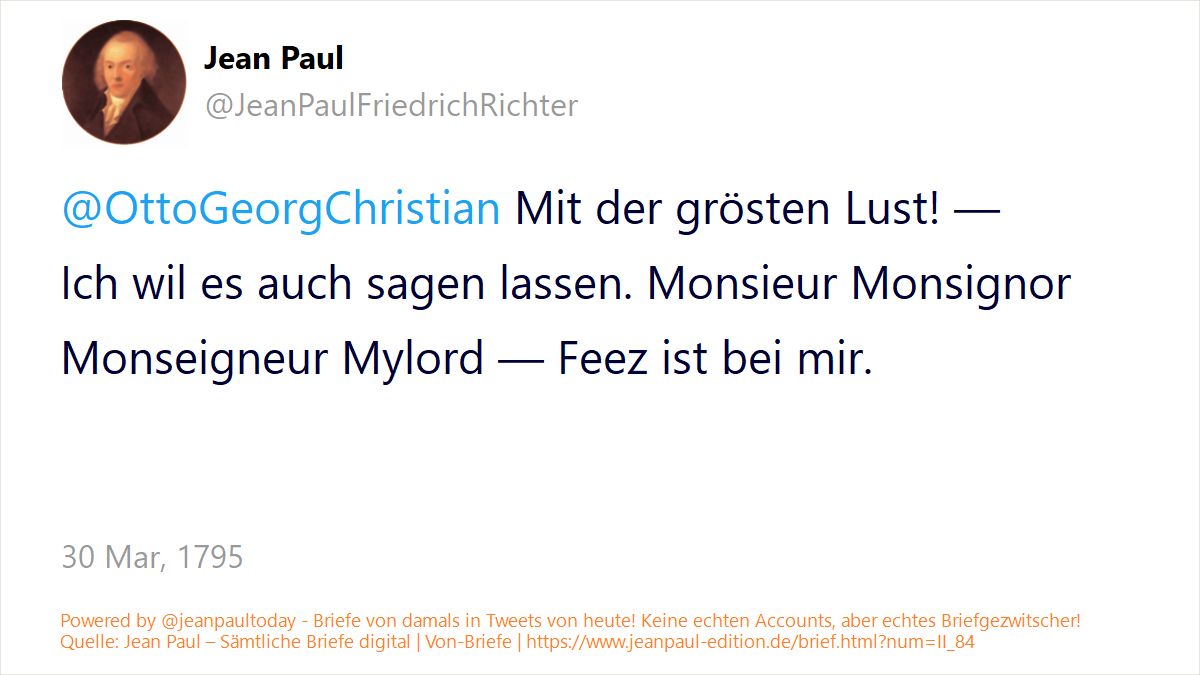 Jean Paul
@JeanPaulFriedrichRichter
@OttoGeorgChristian Mit der grösten Lust! —
Ich wil es auch sagen lassen. Monsieur Monsignor
Monseigneur Mylord — Feez ist bei mir.
30 Mar, 1795
Powered by @jeanpaultoday - Briefe von damals in Tweets von heute! Keine echten Accounts, aber echtes Briefgezwitscher!
Quelle: Jean Paul – Sämtliche Briefe digital | Von-Briefe | https://www.jeanpaul-edition.de/brief.html?num=II_84